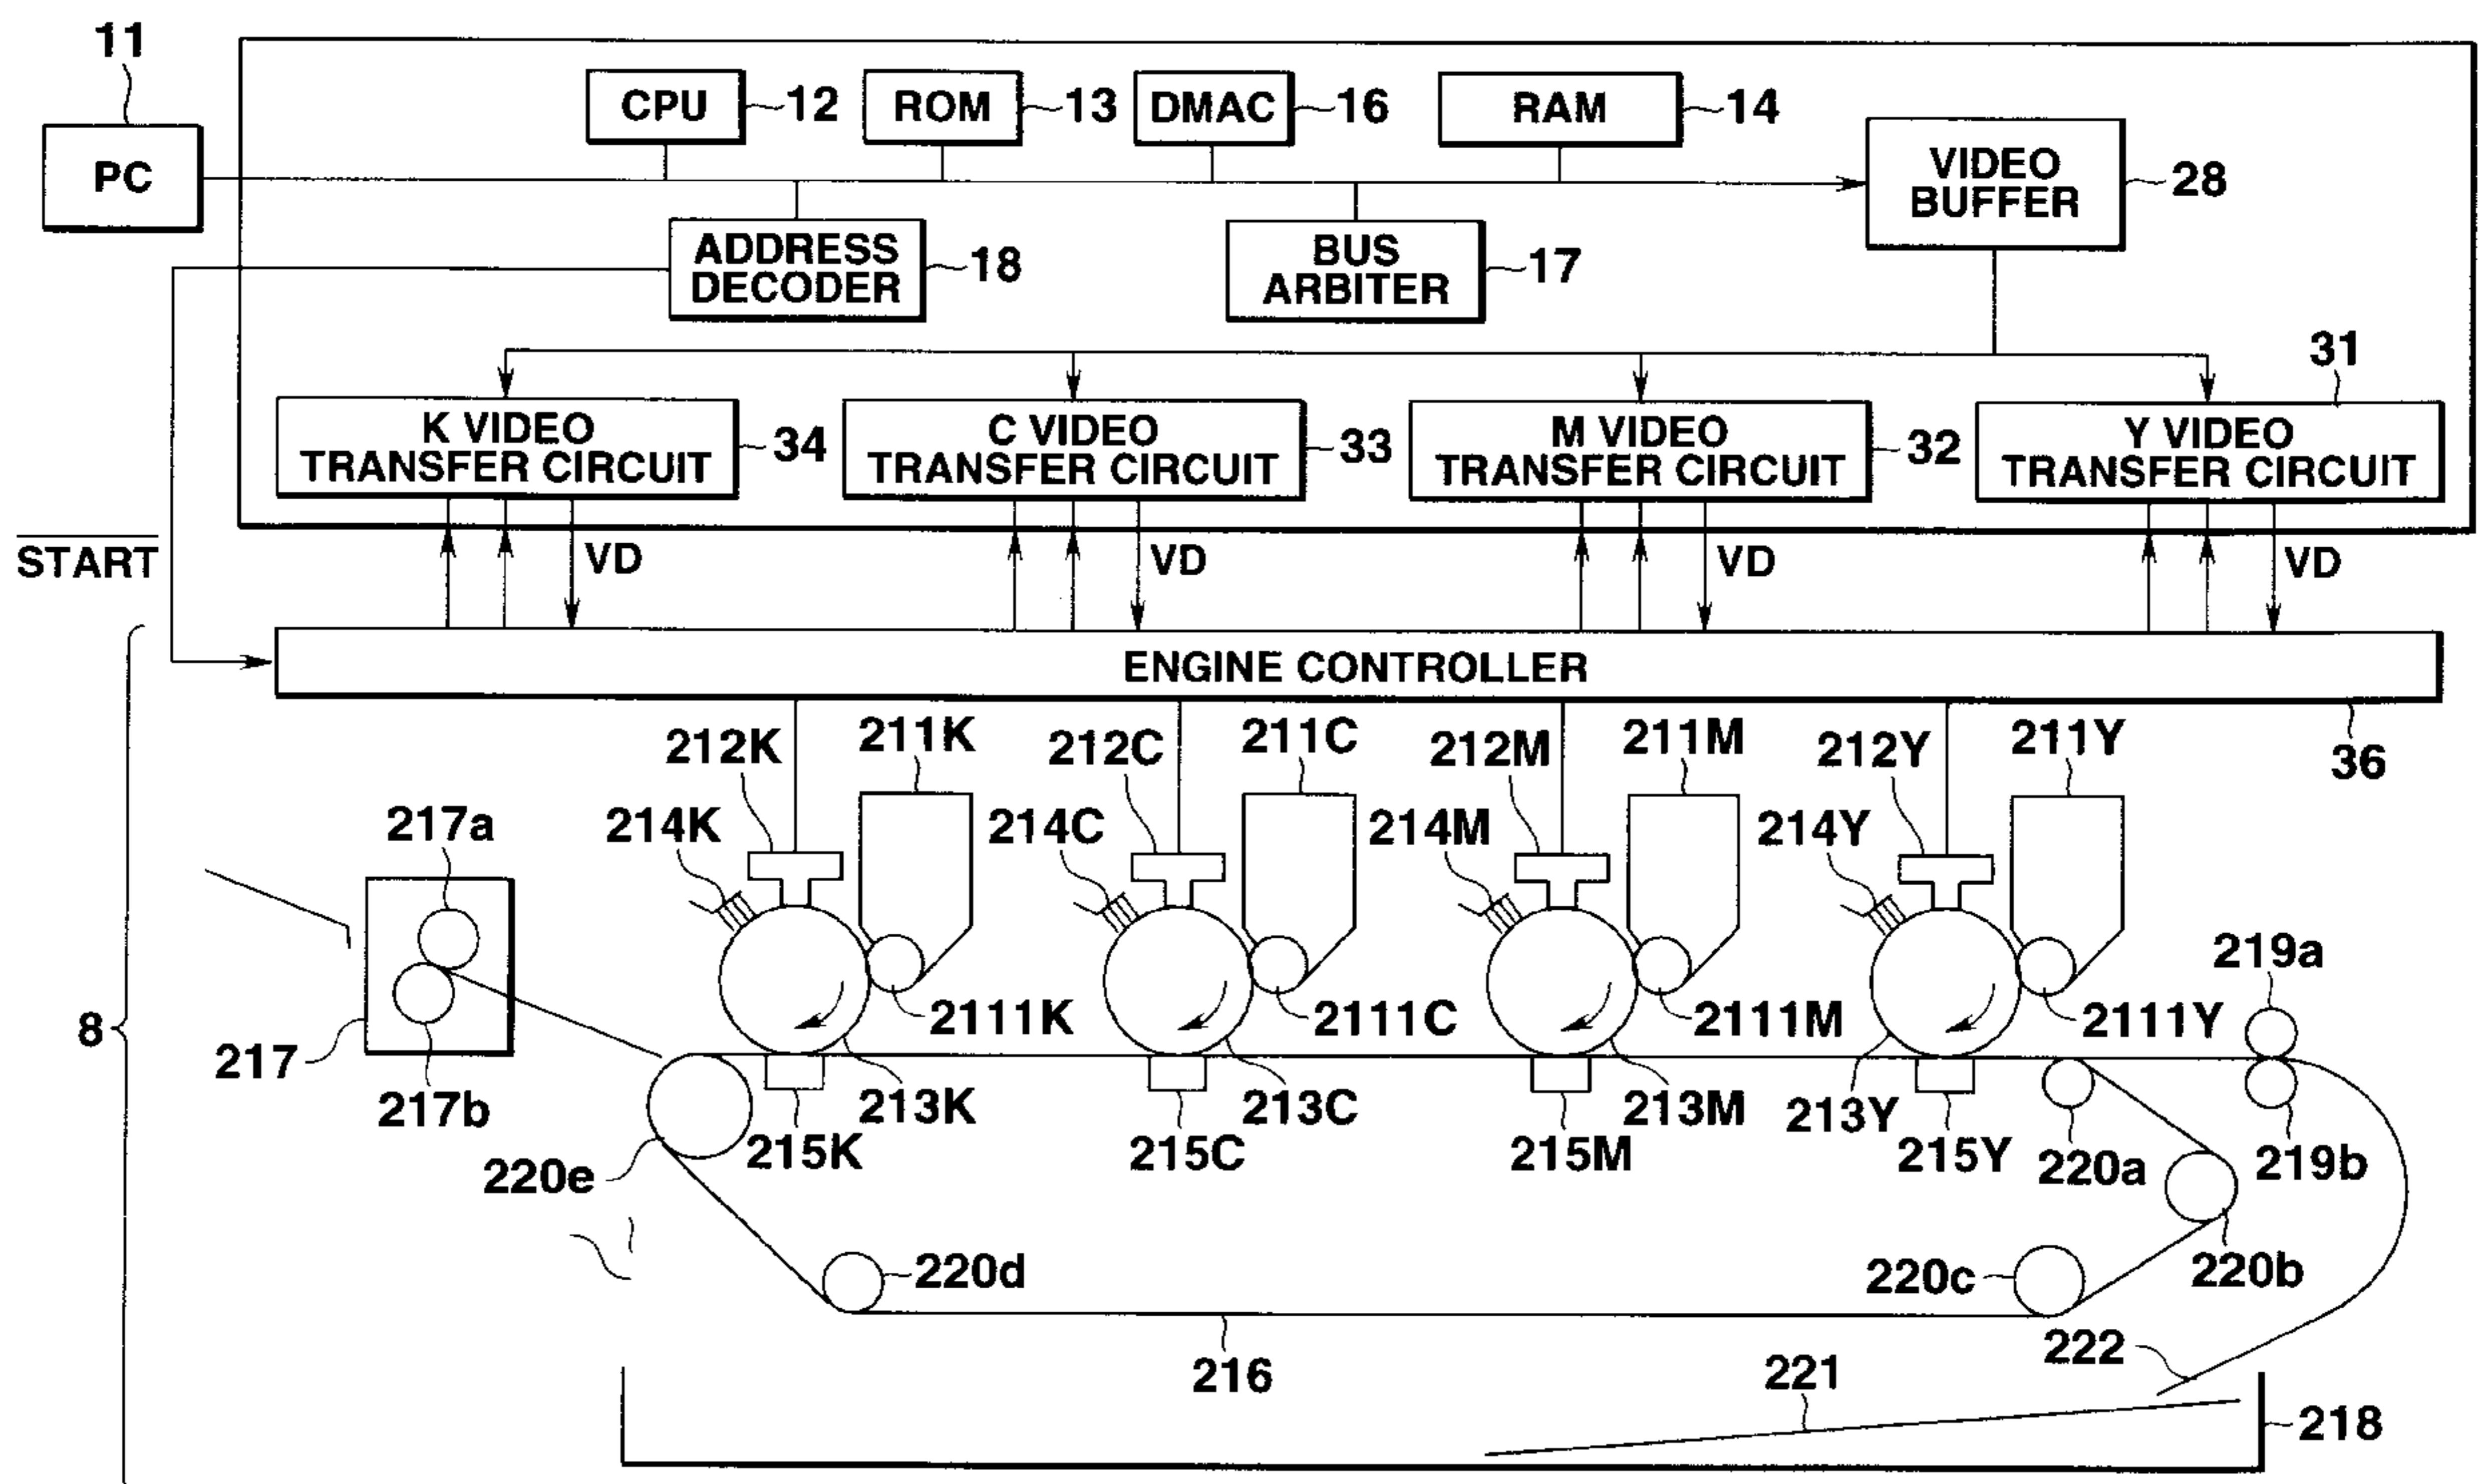 11
PC
CPU
12
ROM
13
DMAC
16
RAM
14
VIDEO
BUFFER
28
ADDRESS
DECODER
18
BUS
ARBITER
17
31
K VIDEO
TRANSFER CIRCUIT
34
C VIDEO
TRANSFER CIRCUIT
33
M VIDEO
TRANSFER CIRCUIT
32
Y VIDEO
TRANSFER CIRCUIT
START
VD
VD
VD
VD
ENGINE CONTROLLER
36
212K
211K
212C
211C
212M
211M
212Y
211Y
217a
214K
214C
214M
214Y
219a
8
2111K
2111C
2111M
2111Y
217
217b
213K
213C
213M
213Y
215K
215C
215M
215Y
220a
219b
220e
220d
220c
220b
216
222
221
218